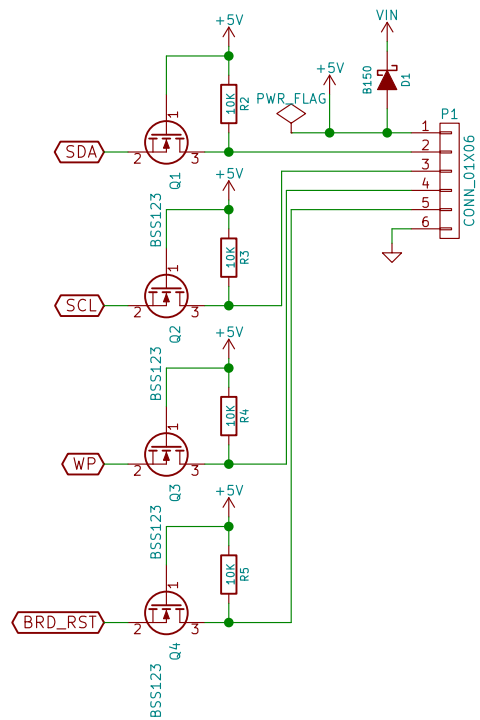 VIN
+5V
+5V
B150
D1
R2
10K
PWR_FLAG
P1
1
1
SDA
2
3
2
Q1
3
+5V
4
CONN_01X06
BSS123
5
6
R3
10K
1
SCL
2
3
Q2
+5V
BSS123
R4
10K
1
WP
2
3
Q3
+5V
BSS123
R5
10K
1
BRD_RST
2
3
Q4
BSS123